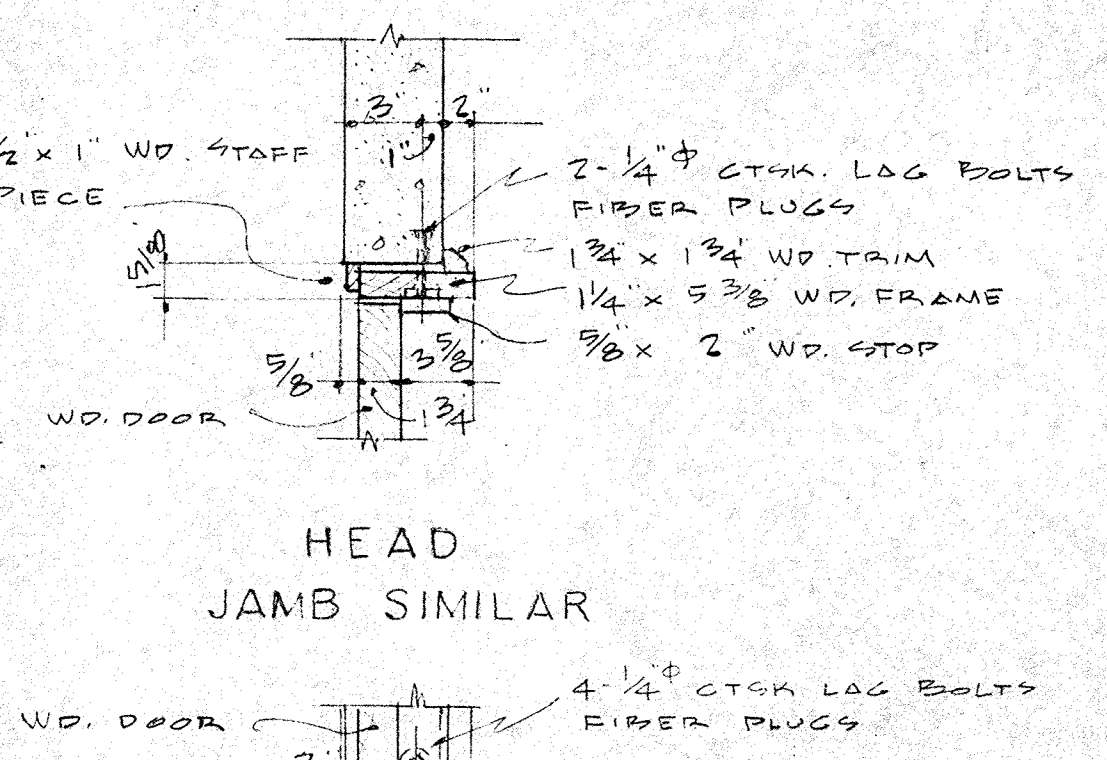 3" 2"
1"
/2" x 1" WD. STAFF
PIECE
2-1/4"ϕ CTSK. LAG BOLTS
FIBER PLUGS
1 3/4" x 1 3/4" WD. TRIM
1 1/4" x 5 3/8" WD. FRAME
5/8" x 2" WD. STOP
1 5/8
5/8" 3 5/8"
1 3/4
WD. DOOR
HEAD
JAMB SIMILAR
4-1/4"ϕ CTSK LAG BOLTS
FIBER PLUGS
WD. DOOR